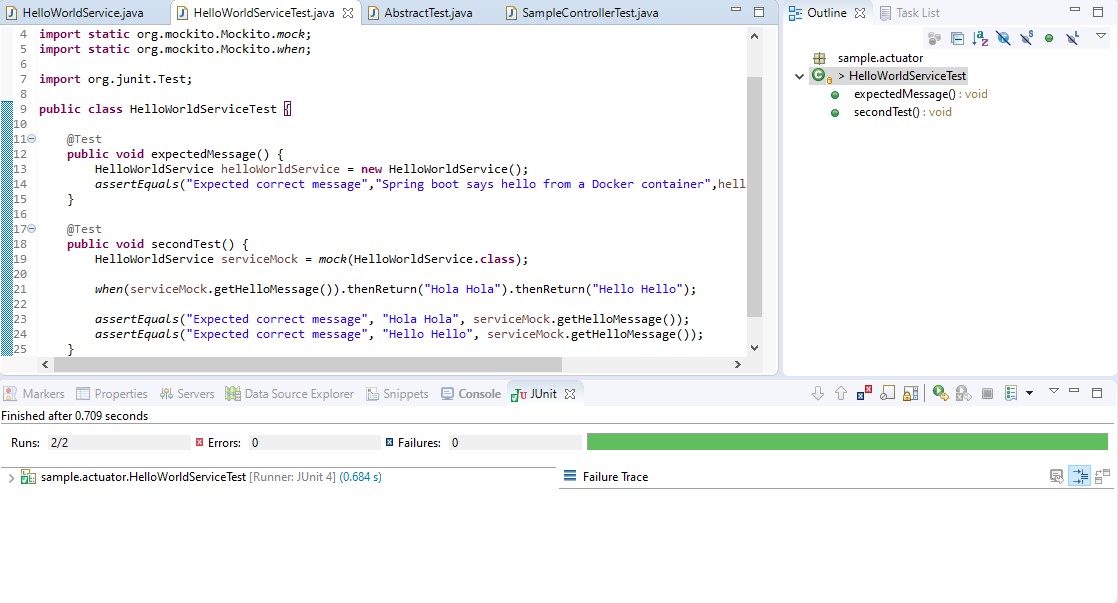 HelloWorldService.java HelloWorldServiceTest.java AbstractTest.java SampleControllerTest.java
4 import static org.mockito.Mockito.mock;
5 import static org.mockito.Mockito.when;
6
7 import org.junit.Test;
8
9 public class HelloWorldServiceTest {
10
11 @Test
12 public void expectedMessage() {
13 HelloWorldService helloWorldService = new HelloWorldService();
14 assertEquals("Expected correct message","Spring boot says hello from a Docker container",hell
15 }
16
17 @Test
18 public void secondTest() {
19 HelloWorldService serviceMock = mock(HelloWorldService.class);
20
21 when(serviceMock.getHelloMessage()).thenReturn("Hola Hola").thenReturn("Hello Hello");
22
23 assertEquals("Expected correct message", "Hola Hola", serviceMock.getHelloMessage());
24 assertEquals("Expected correct message", "Hello Hello", serviceMock.getHelloMessage());
25 }
Outline Task List
sample.actuator
> HelloWorldServiceTest
expectedMessage() : void
secondTest() : void
Markers Properties Servers Data Source Explorer Snippets Console JUnit
Finished after 0.709 seconds
Runs: 2/2 Errors: 0 Failures: 0
sample.actuator.HelloWorldServiceTest [Runner: JUnit 4] (0.684 s)
Failure Trace